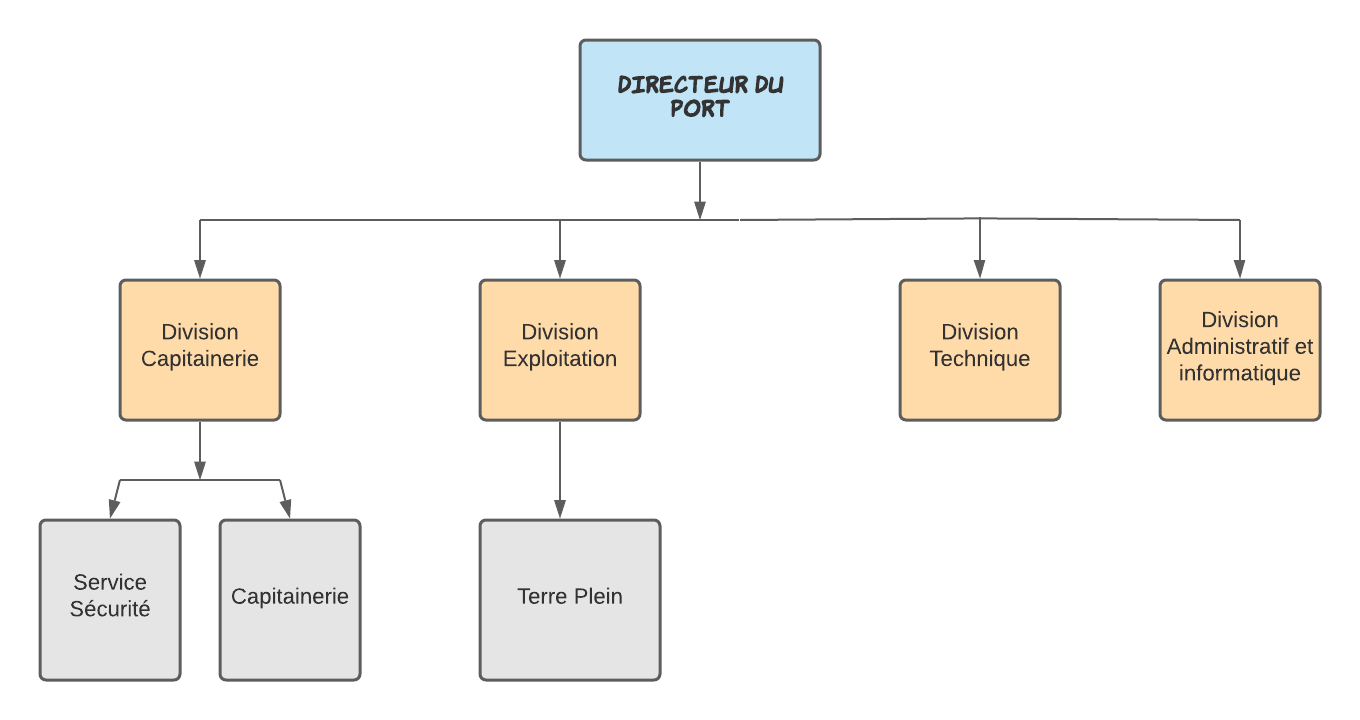 DIRECTEUR DU
PORT
Division
Capitainerie
Division
Exploitation
Division
Technique
Division
Administratif et
informatique
Service
Sécurité
Capitainerie
Terre Plein